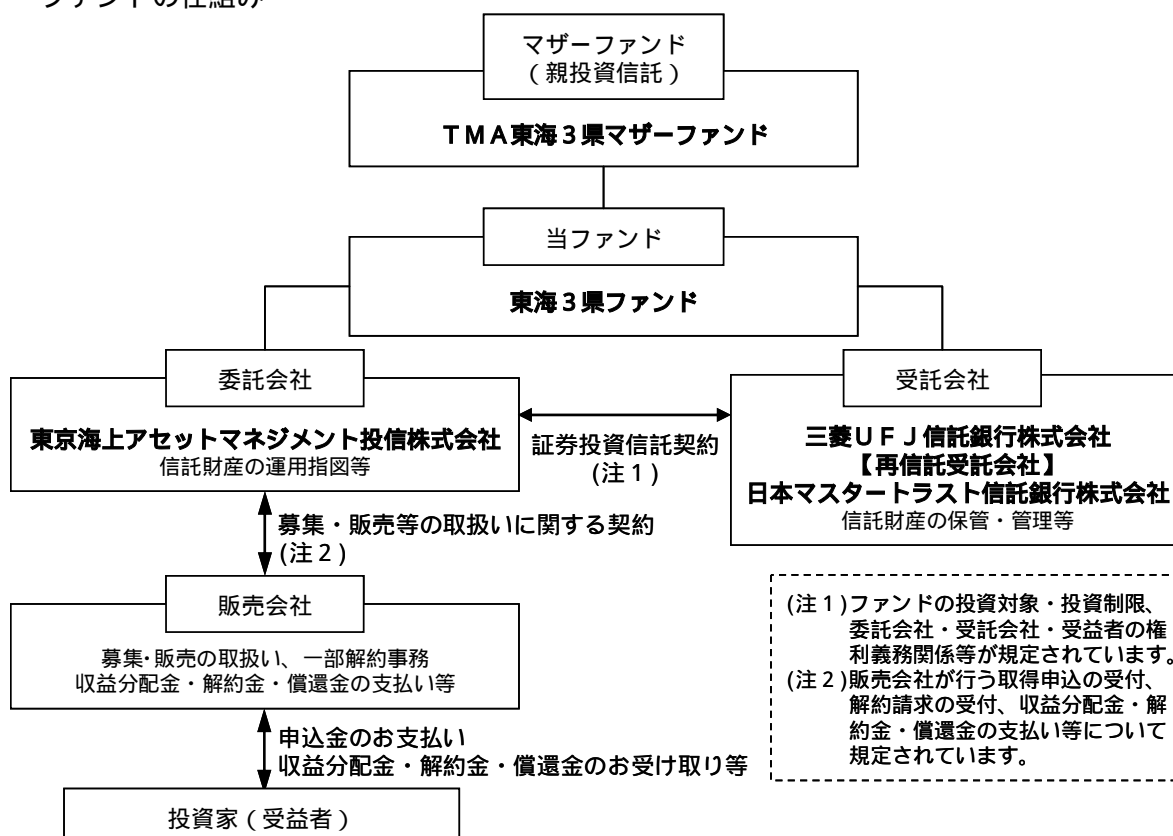 ファンドの仕組み
マザーファンド
（親投資信託）
ＴＭＡ東海３県マザーファンド
当ファンド
東海３県ファンド
委託会社
東京海上アセットマネジメント投信株式会社
信託財産の運用指図等
証券投資信託契約
(注１)
受託会社
三菱ＵＦＪ信託銀行株式会社
【再信託受託会社】
日本マスタートラスト信託銀行株式会社
信託財産の保管・管理等
募集・販売等の取扱いに関する契約
(注２)
販売会社
募集・販売の取扱い、一部解約事務
収益分配金・解約金・償還金の支払い等
申込金のお支払い
収益分配金・解約金・償還金のお受け取り等
投資家（受益者）
(注１)ファンドの投資対象・投資制限、
委託会社・受託会社・受益者の権
利義務関係等が規定されています。
(注２)販売会社が行う取得申込の受付、
解約請求の受付、収益分配金・解
約金・償還金の支払い等について
規定されています。